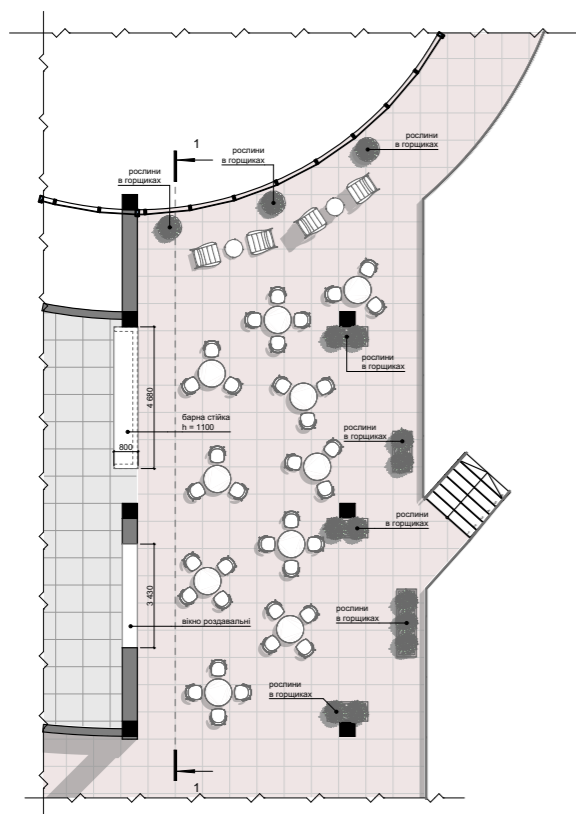 1
рослини
в горщиках
рослини
в горщиках
рослини
в горщиках
рослини
в горщиках
4 680
барна стійка
h = 1100
800
рослини
в горщиках
рослини
в горщиках
3 430
рослини
в горщиках
вікно роздавальні
рослини
в горщиках
1